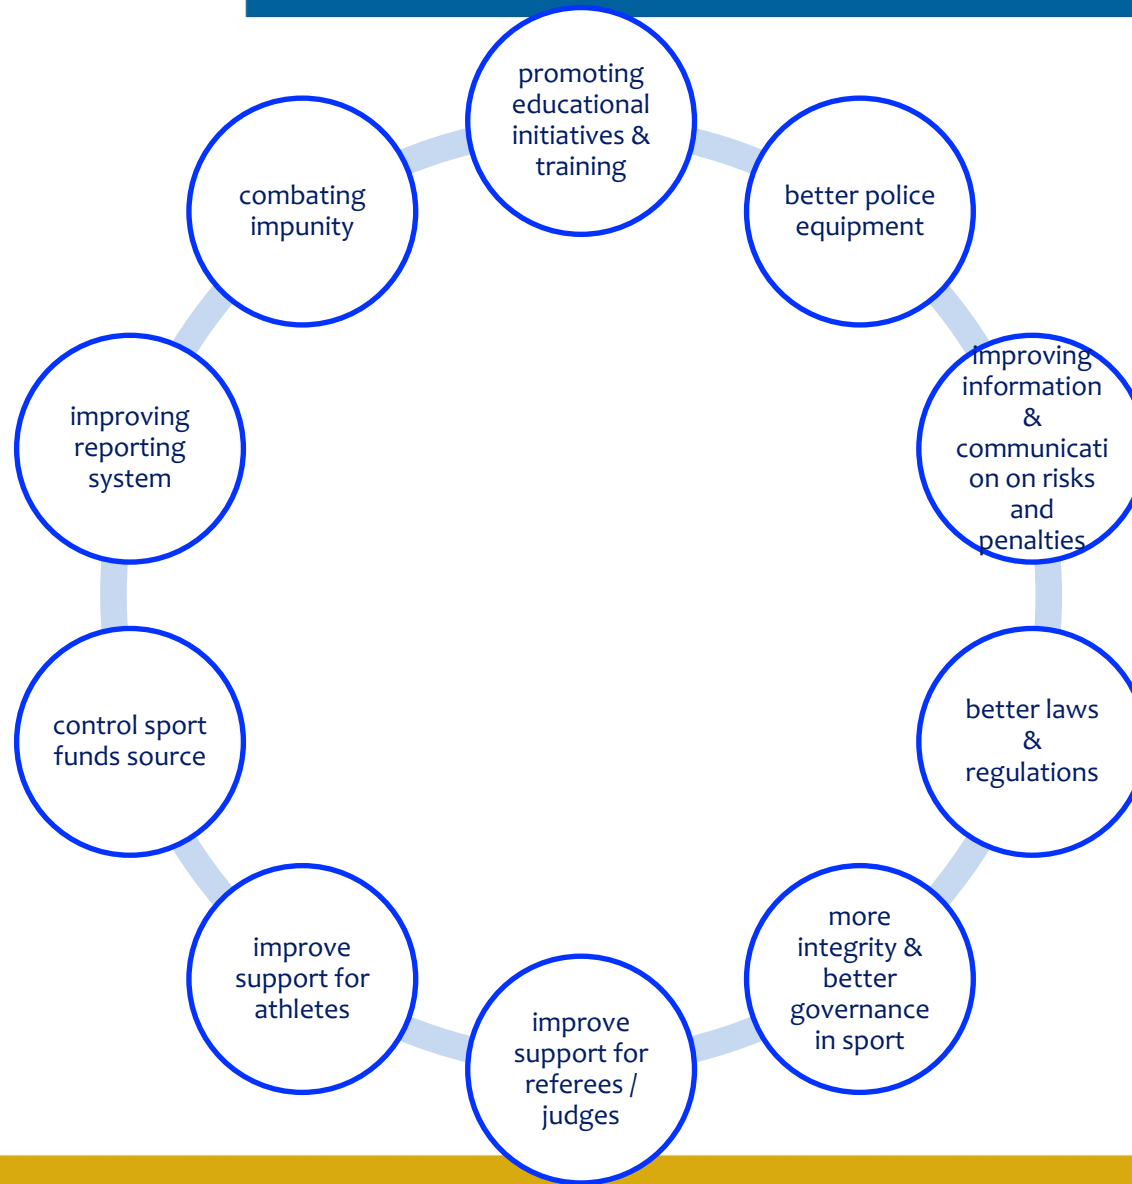 promoting
educational
initiatives &
training
better police
equipment
improving
information
&
communicati
on on risks
and
penalties
better laws
&
regulations
more
integrity &
better
governance
in sport
improve
support for
referees /
judges
improve
support for
athletes
control sport
funds source
improving
reporting
system
combating
impunity